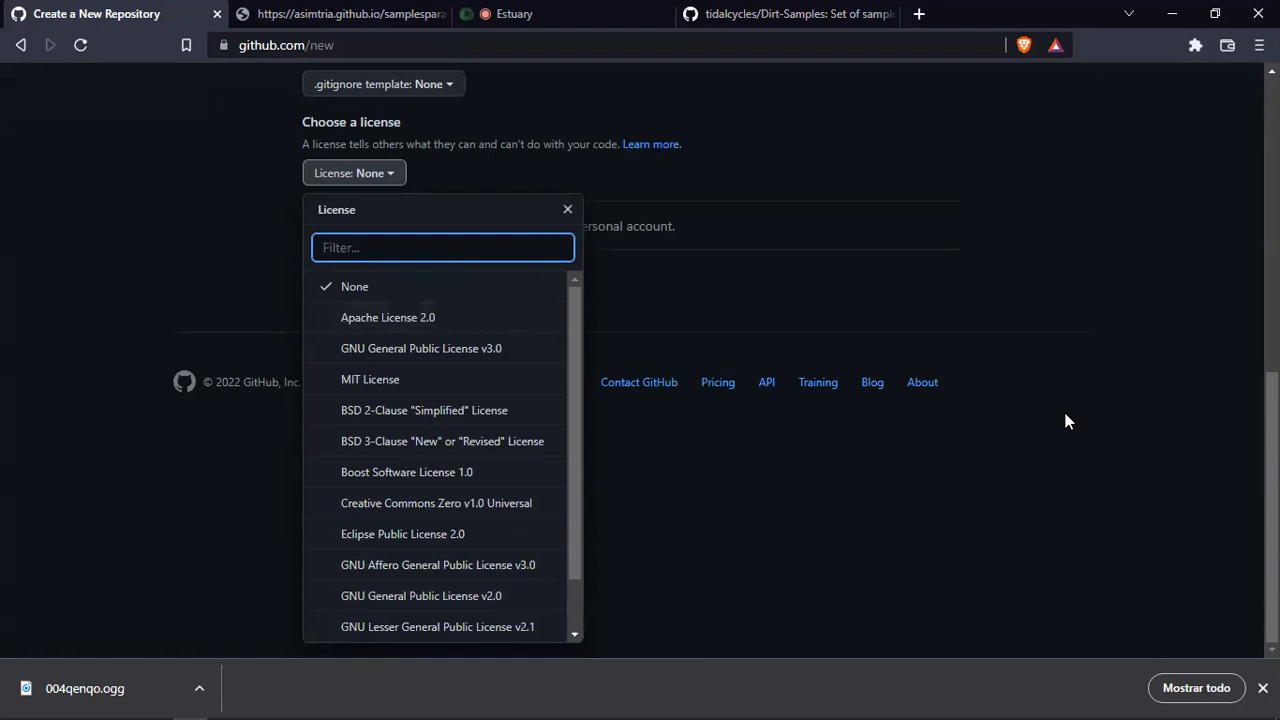 Create a New Repository
https://asimtria.github.io/samplespara
Estuary
tidalcycles/Dirt-Samples: Set of sample
github.com/new
.gitignore template: None
Choose a license
A license tells others what they can and can't do with your code. Learn more.
License: None
License
ersonal account.
Filter...
None
Apache License 2.0
GNU General Public License v3.0
MIT License
© 2022 GitHub, Inc.
Contact GitHub
Pricing
API
Training
Blog
About
BSD 2-Clause "Simplified" License
BSD 3-Clause "New" or "Revised" License
Boost Software License 1.0
Creative Commons Zero v1.0 Universal
Eclipse Public License 2.0
GNU Affero General Public License v3.0
GNU General Public License v2.0
GNU Lesser General Public License v2.1
004qenqo.ogg
Mostrar todo